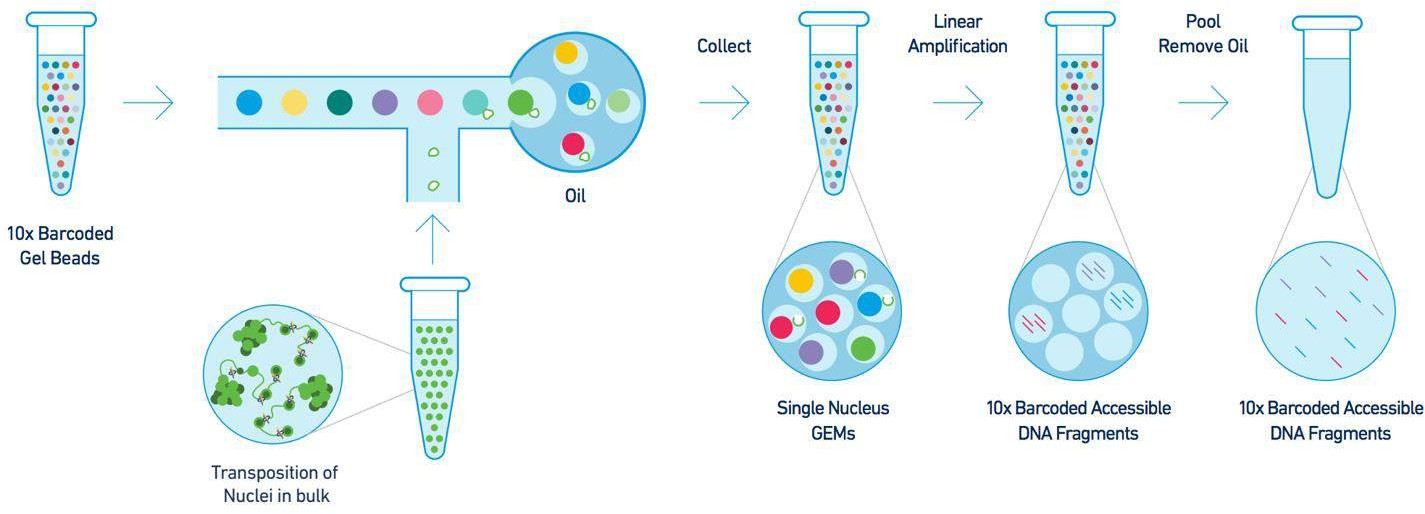 10x Barcoded
Gel Beads
Transposition of
Nuclei in bulk
Oil
Collect
Single Nucleus
GEMs
Linear
Amplification
10x Barcoded Accessible
DNA Fragments
Pool
Remove Oil
10x Barcoded Accessible
DNA Fragments